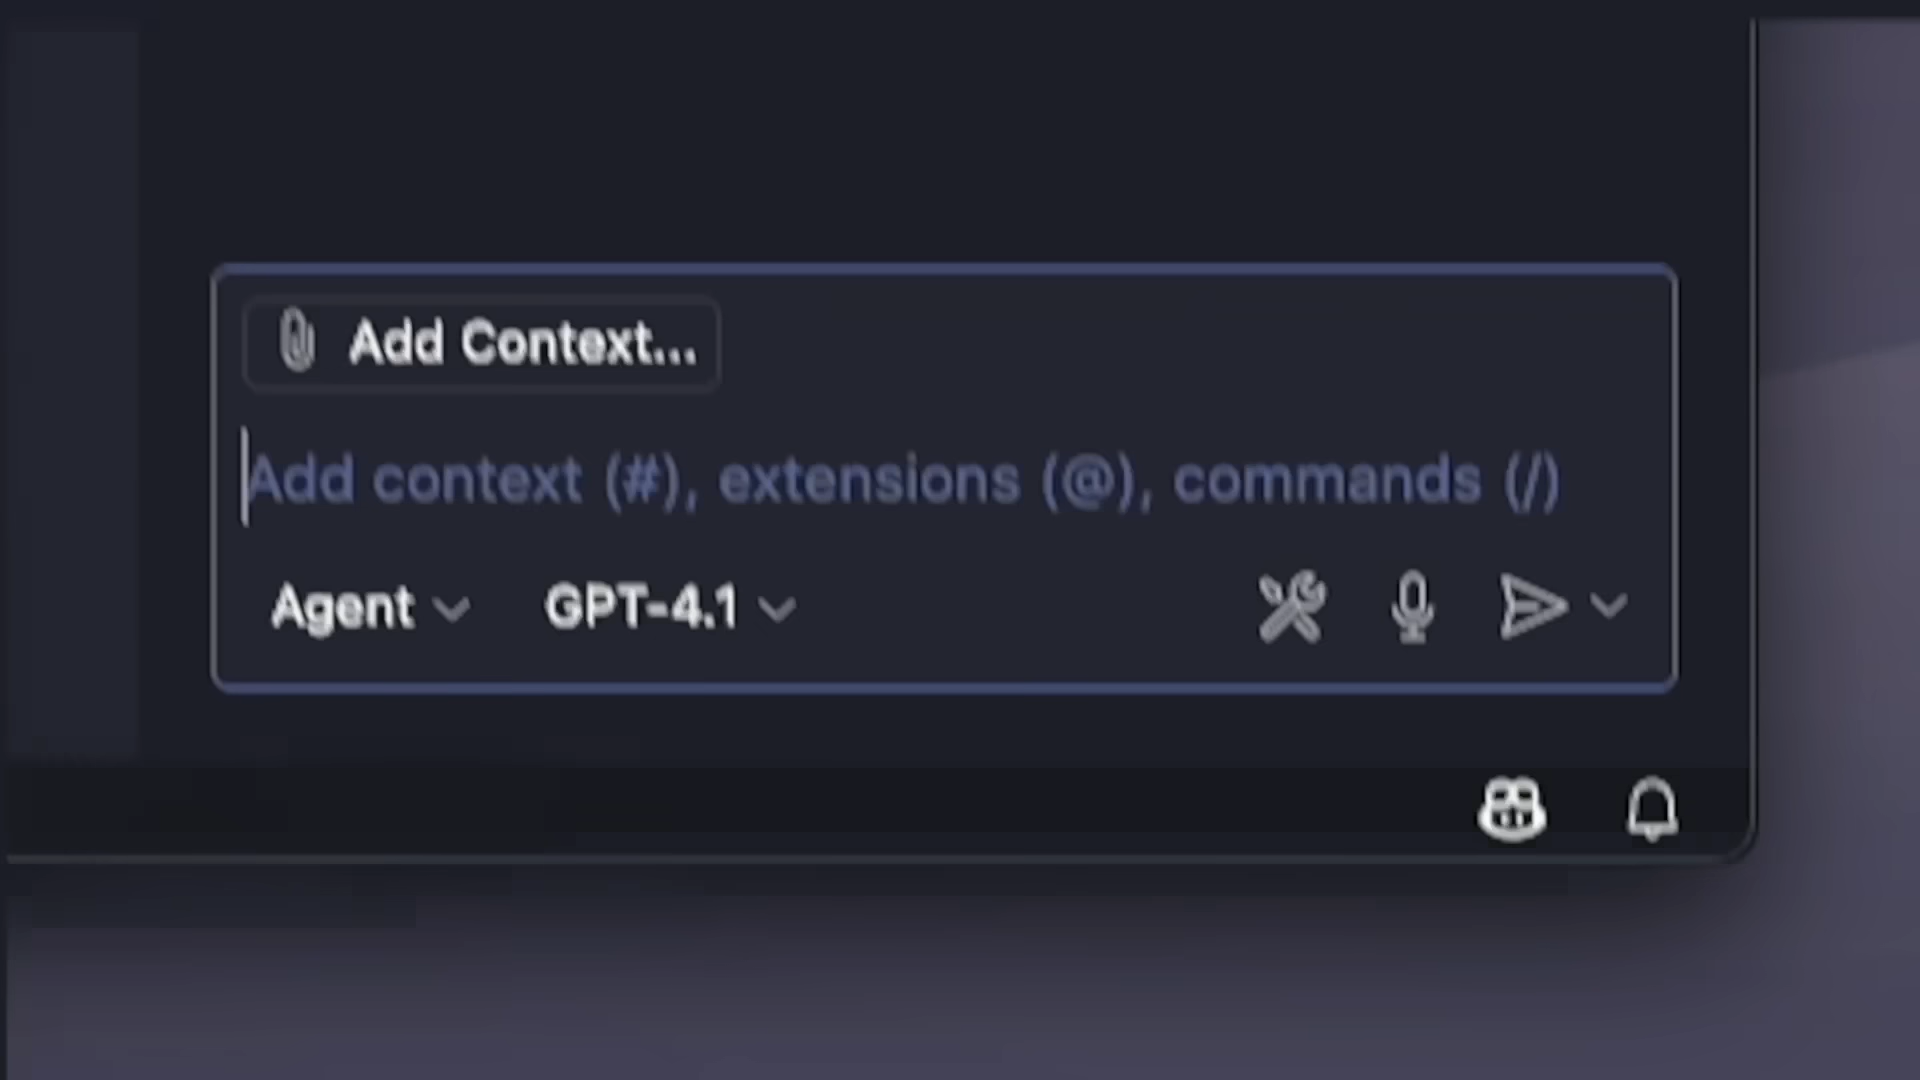 Add Context...
Add context (#), extensions (@), commands (/)
Agent GPT-4.1